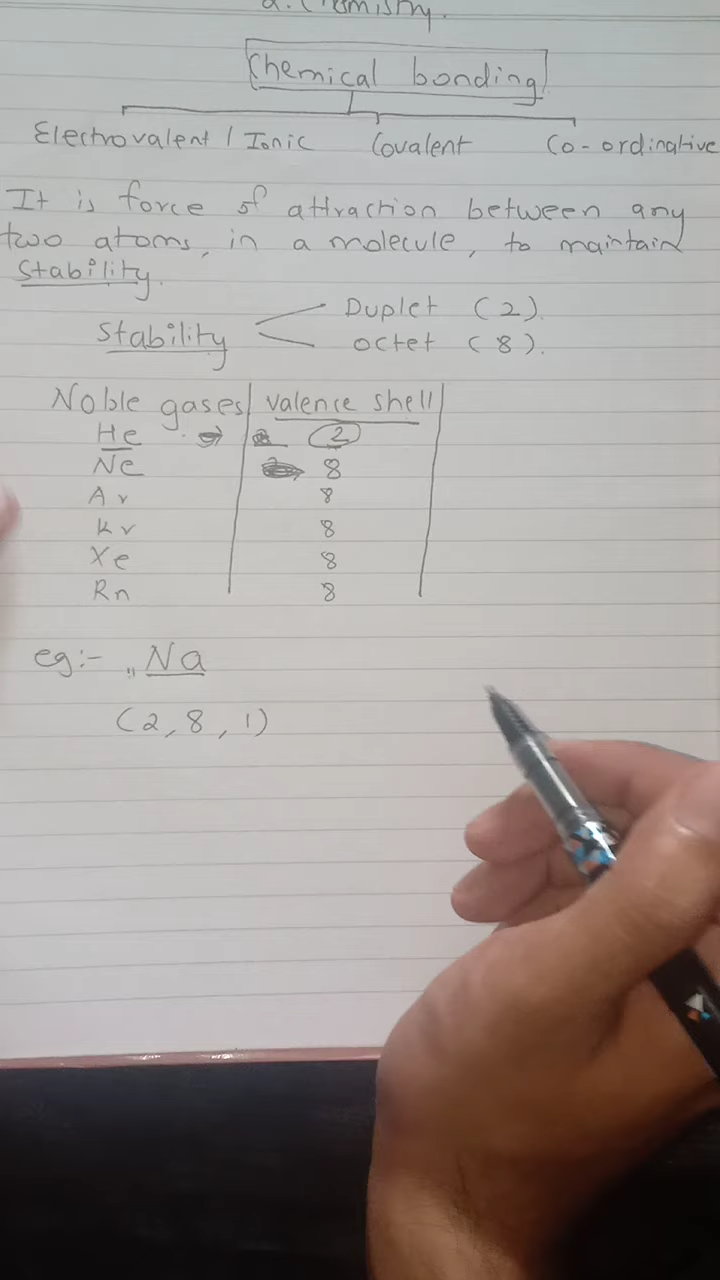 Chemistry.
Chemical bonding
Electrovalent / Ionic Covalent Co-ordinative
It is force of attraction between any
two atoms, in a molecule, to maintain
Stability.
Stability Duplet (2).
Octet (8).
Noble gases valence shell
He 2
Ne 8
Ar 8
Kr 8
Xe 8
Rn 8
eg:- 11Na
(2, 8, 1)